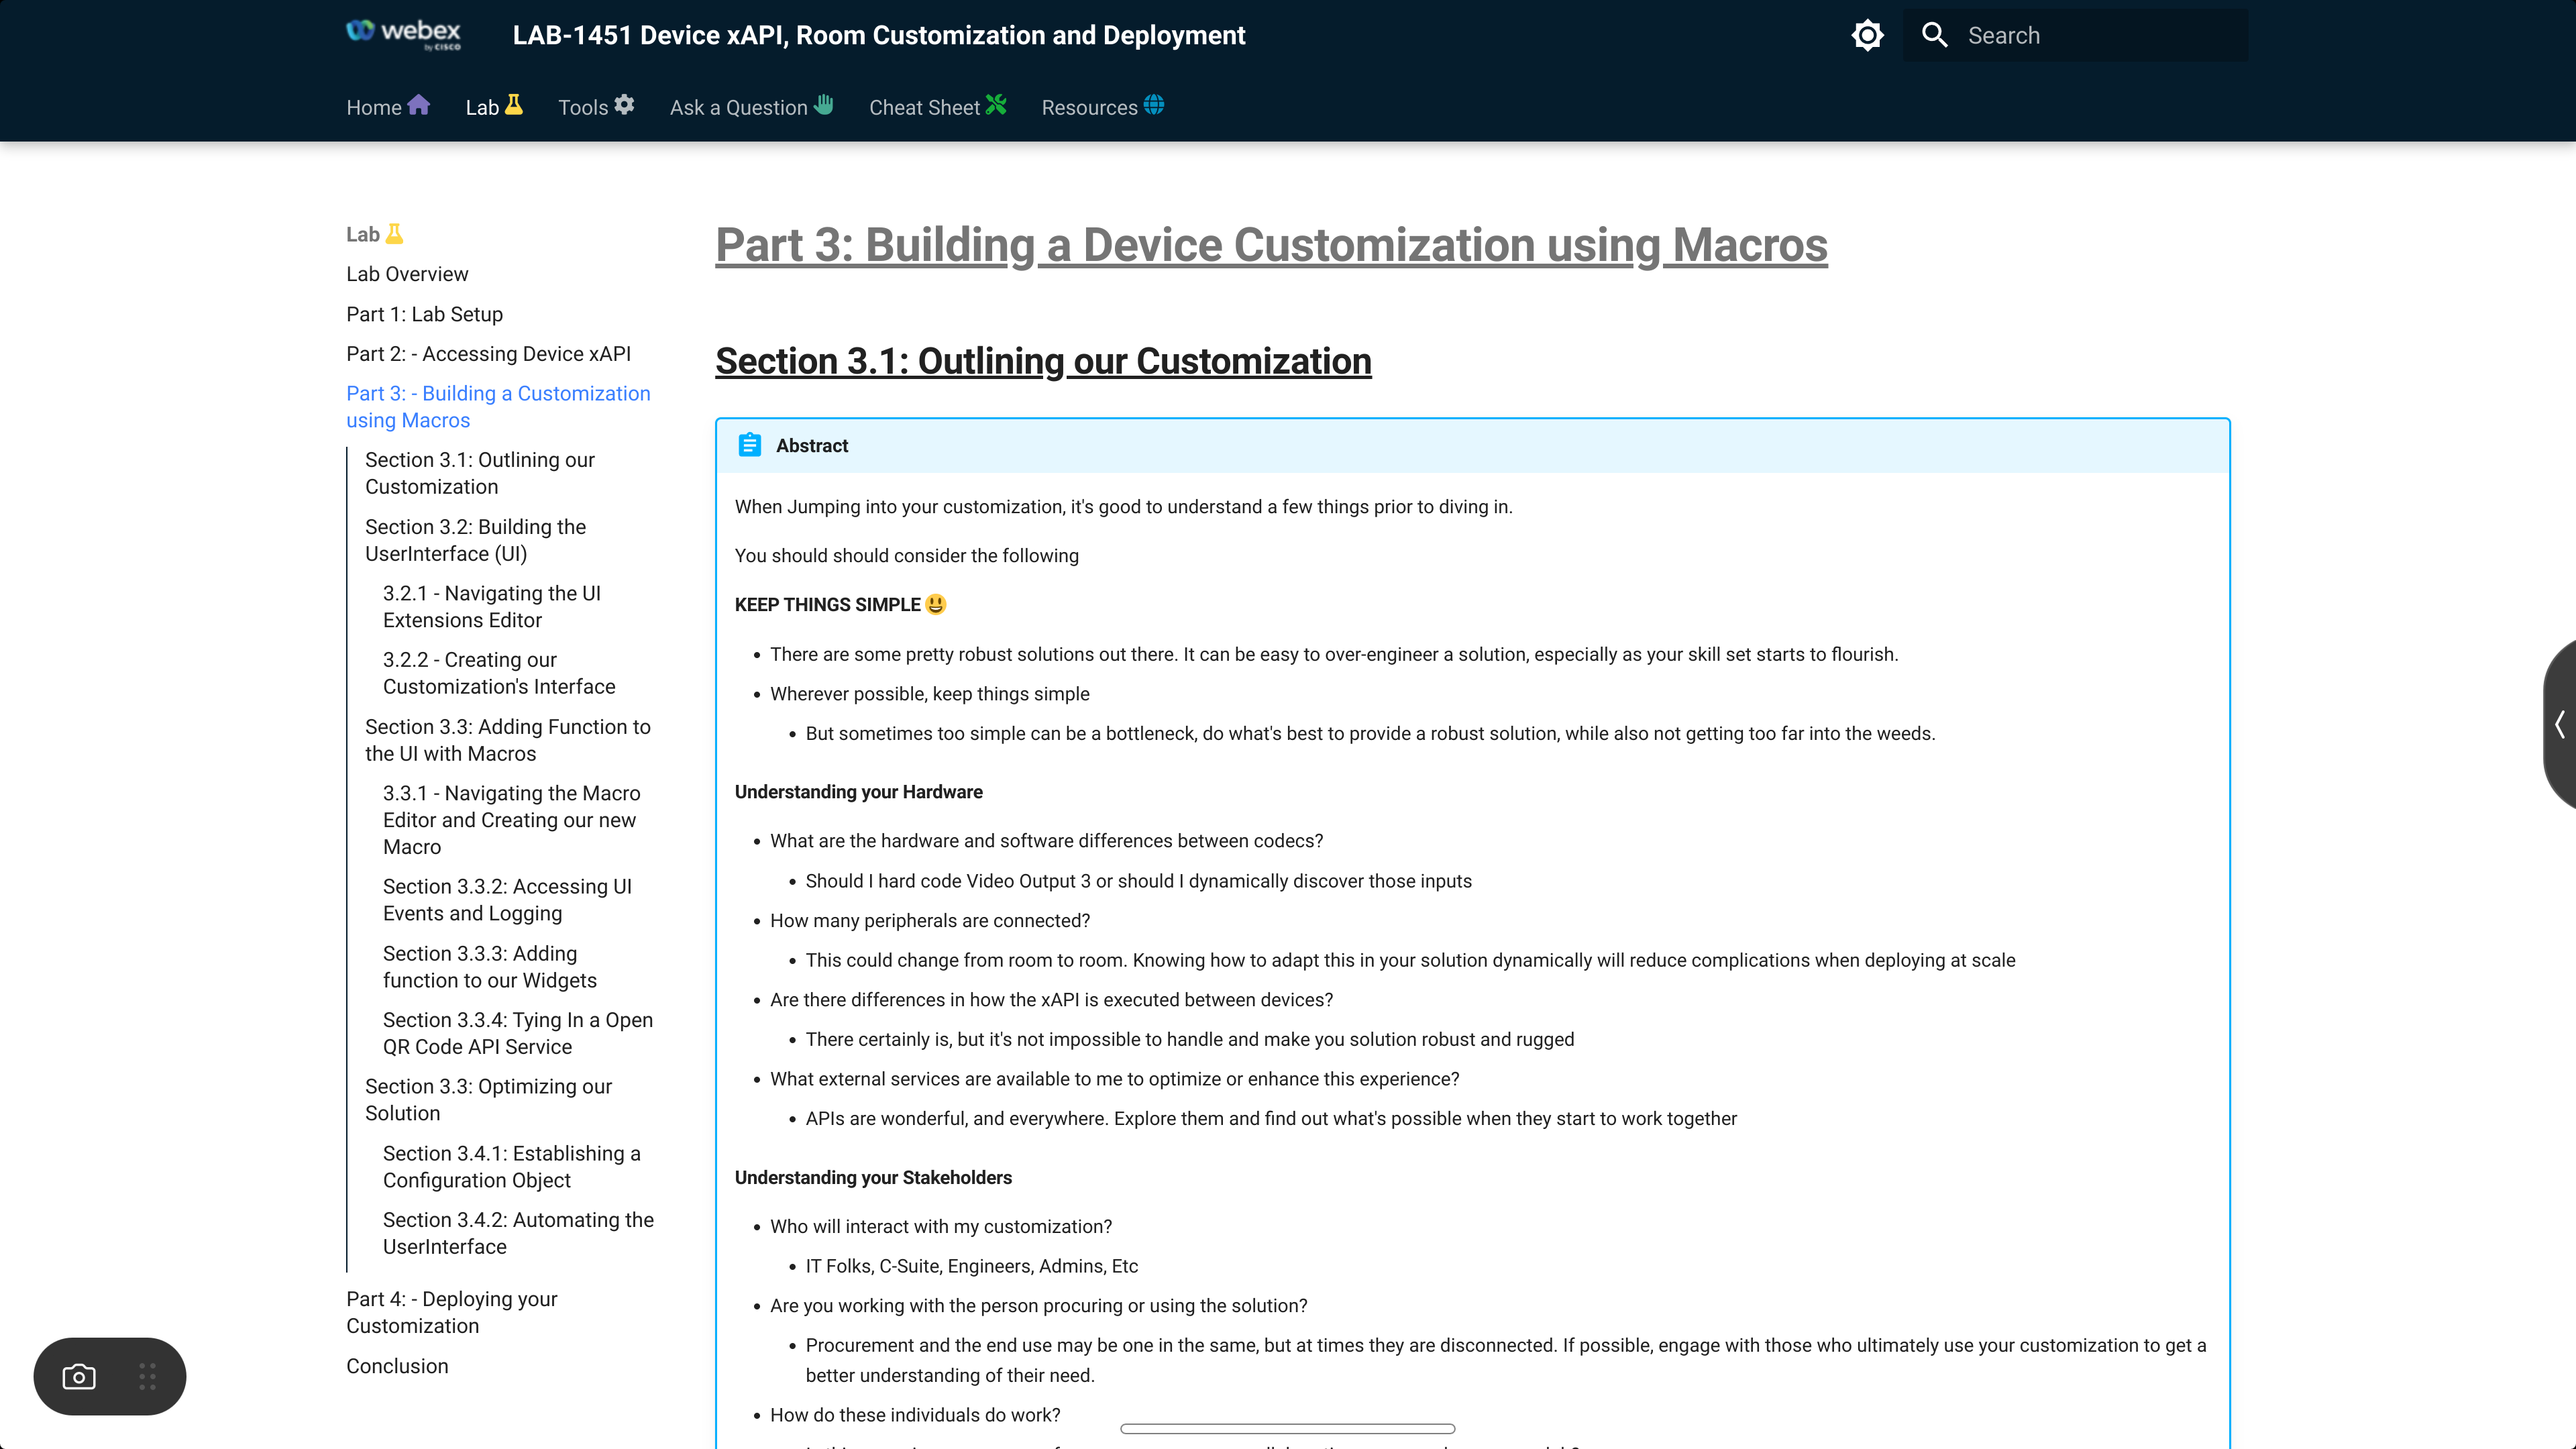 webex
by CISCO
LAB-1451 Device xAPI, Room Customization and Deployment
Search
Home
Lab
Tools
Ask a Question
Cheat Sheet
Resources
Lab
Lab Overview
Part 1: Lab Setup
Part 2: - Accessing Device xAPI
Part 3: - Building a Customization
using Macros
Section 3.1: Outlining our
Customization
Section 3.2: Building the
UserInterface (UI)
3.2.1 - Navigating the UI
Extensions Editor
3.2.2 - Creating our
Customization's Interface
Section 3.3: Adding Function to
the UI with Macros
3.3.1 - Navigating the Macro
Editor and Creating our new
Macro
Section 3.3.2: Accessing UI
Events and Logging
Section 3.3.3: Adding
function to our Widgets
Section 3.3.4: Tying In a Open
QR Code API Service
Section 3.3: Optimizing our
Solution
Section 3.4.1: Establishing a
Configuration Object
Section 3.4.2: Automating the
UserInterface
Part 4: - Deploying your
Customization
Conclusion
Part 3: Building a Device Customization using Macros
Section 3.1: Outlining our Customization
Abstract
When Jumping into your customization, it's good to understand a few things prior to diving in.
You should should consider the following
KEEP THINGS SIMPLE 😃
• There are some pretty robust solutions out there. It can be easy to over-engineer a solution, especially as your skill set starts to flourish.
• Wherever possible, keep things simple
• But sometimes too simple can be a bottleneck, do what's best to provide a robust solution, while also not getting too far into the weeds.
Understanding your Hardware
• What are the hardware and software differences between codecs?
• Should I hard code Video Output 3 or should I dynamically discover those inputs
• How many peripherals are connected?
• This could change from room to room. Knowing how to adapt this in your solution dynamically will reduce complications when deploying at scale
• Are there differences in how the xAPI is executed between devices?
• There certainly is, but it's not impossible to handle and make you solution robust and rugged
• What external services are available to me to optimize or enhance this experience?
• APIs are wonderful, and everywhere. Explore them and find out what's possible when they start to work together
Understanding your Stakeholders
• Who will interact with my customization?
• IT Folks, C-Suite, Engineers, Admins, Etc
• Are you working with the person procuring or using the solution?
• Procurement and the end use may be one in the same, but at times they are disconnected. If possible, engage with those who ultimately use your customization to get a
better understanding of their need.
• How do these individuals do work?